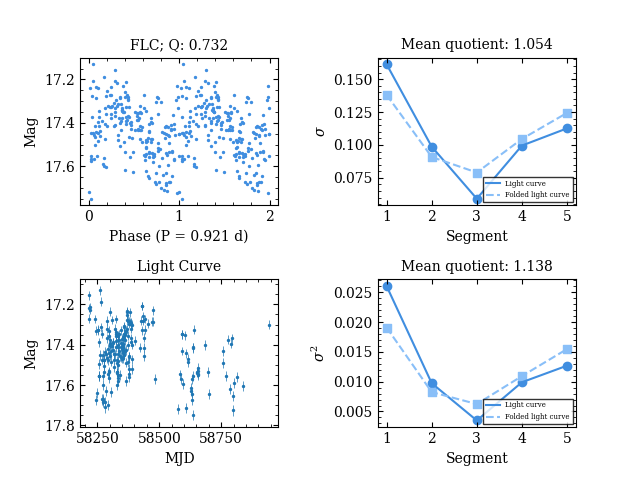 FLC; Q: 0.732
Mag
17.2
17.4
17.6
0
1
2
Phase (P = 0.921 d)
Mean quotient: 1.054
σ
0.150
0.125
0.100
0.075
Light curve
Folded light curve
1
2
3
4
5
Segment
Light Curve
Mag
17.2
17.4
17.6
17.8
58250
58500
58750
MJD
Mean quotient: 1.138
σ²
0.025
0.020
0.015
0.010
0.005
Light curve
Folded light curve
1
2
3
4
5
Segment